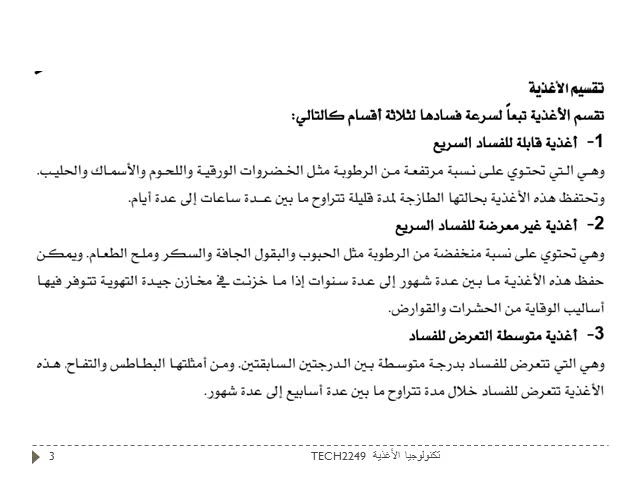 تقسيم الأغذية
تقسم الأغذية تبعاً لسرعة فسادها لثلاثة أقسام كالتالي:
1- أغذية قابلة للفساد السريع
وهي التي تحتوي على نسبة مرتفعة من الرطوبة مثل الخضروات الورقية واللحوم والأسماك والحليب.
وتحتفظ هذه الأغذية بحالتها الطازجة لمدة قليلة تتراوح ما بين عدة ساعات إلى عدة أيام.
2- أغذية غير معرضة للفساد السريع
وهي تحتوي على نسبة منخفضة من الرطوبة مثل الحبوب والبقول الجافة والسكر وملح الطعام. ويمكن
حفظ هذه الأغذية ما بين عدة شهور إلى عدة سنوات إذا ما خزنت في مخازن جيدة التهوية تتوفر فيها
أساليب الوقاية من الحشرات والقوارض.
3- أغذية متوسطة التعرض للفساد
وهي التي تتعرض للفساد بدرجة متوسطة بين الدرجتين السابقتين. ومن أمثلتها البطاطس والتفاح. هذه
الأغذية تتعرض للفساد خلال مدة تتراوح ما بين عدة أسابيع إلى عدة شهور.
تكنولوجيا الأغذية TECH2249
3